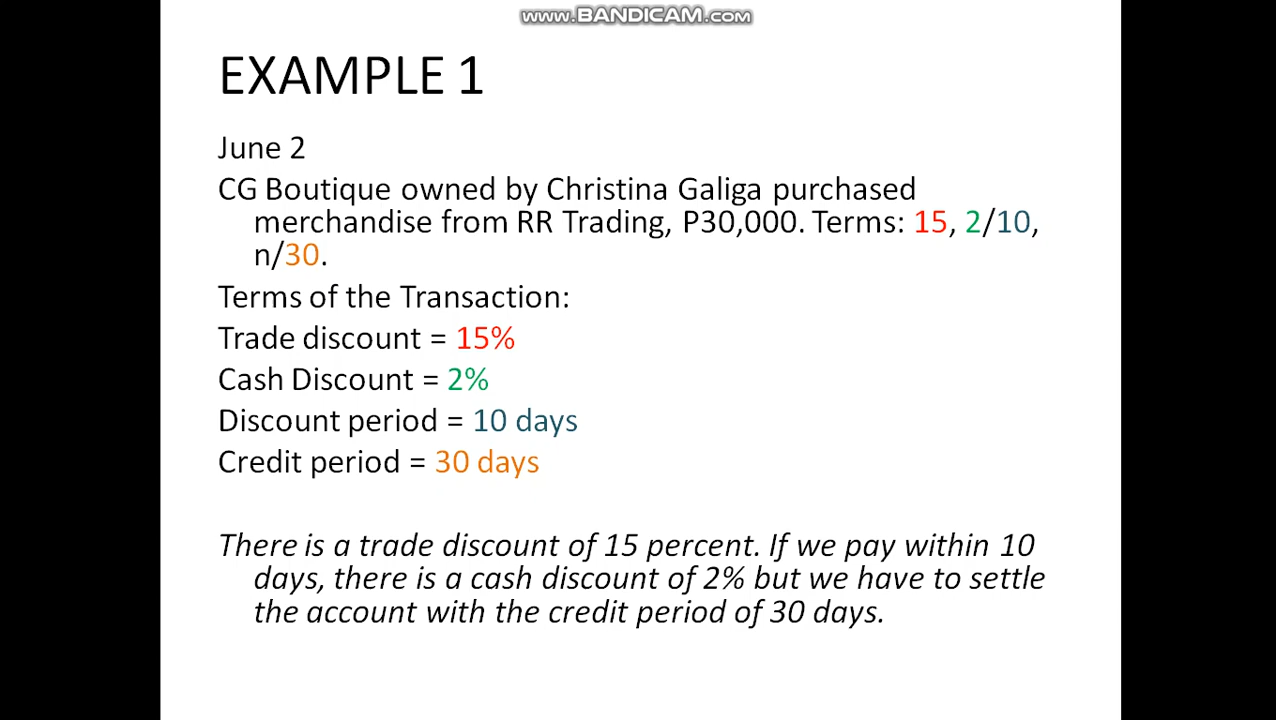 www.BANDICAM.com
EXAMPLE 1
June 2
CG Boutique owned by Christina Galiga purchased
merchandise from RR Trading, P30,000. Terms: 15, 2/10,
n/30.
Terms of the Transaction:
Trade discount = 15%
Cash Discount = 2%
Discount period = 10 days
Credit period = 30 days
There is a trade discount of 15 percent. If we pay within 10
days, there is a cash discount of 2% but we have to settle
the account with the credit period of 30 days.